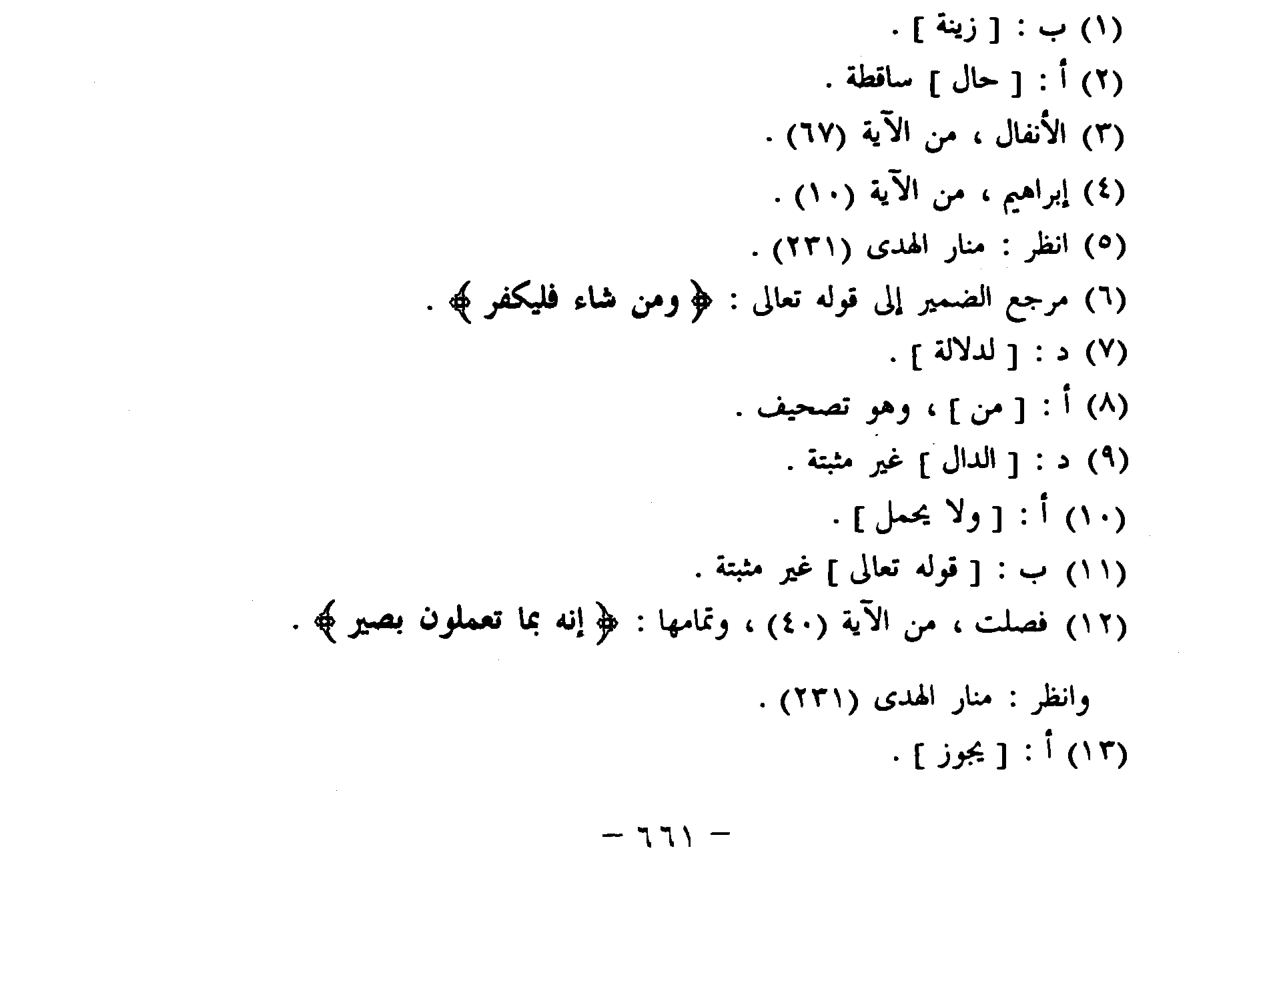 (١) ب : [ زينة ] .
(٢) أ : [ حال ] ساقطة .
(٣) الأنفال ، من الآية (٦٧) .
(٤) إبراهيم ، من الآية (١٠) .
(٥) انظر : منار الهدى (٢٣١) .
(٦) مرجع الضمير إلى قوله تعالى : ﴿ ومن شاء فليكفر ﴾ .
(٧) د : [ لدلالة ] .
(٨) أ : [ من ] ، وهو تصحيف .
(٩) د : [ الدال ] غير مثبتة .
(١٠) أ : [ ولا يحمل ] .
(١١) ب : [ قوله تعالى ] غير مثبتة .
(١٢) فصلت ، من الآية (٤٠) ، وتمامها : ﴿ إنه بما تعملون بصير ﴾ .
وانظر : منار الهدى (٢٣١) .
(١٣) أ : [ يجوز ] .
– ٦٦١ –